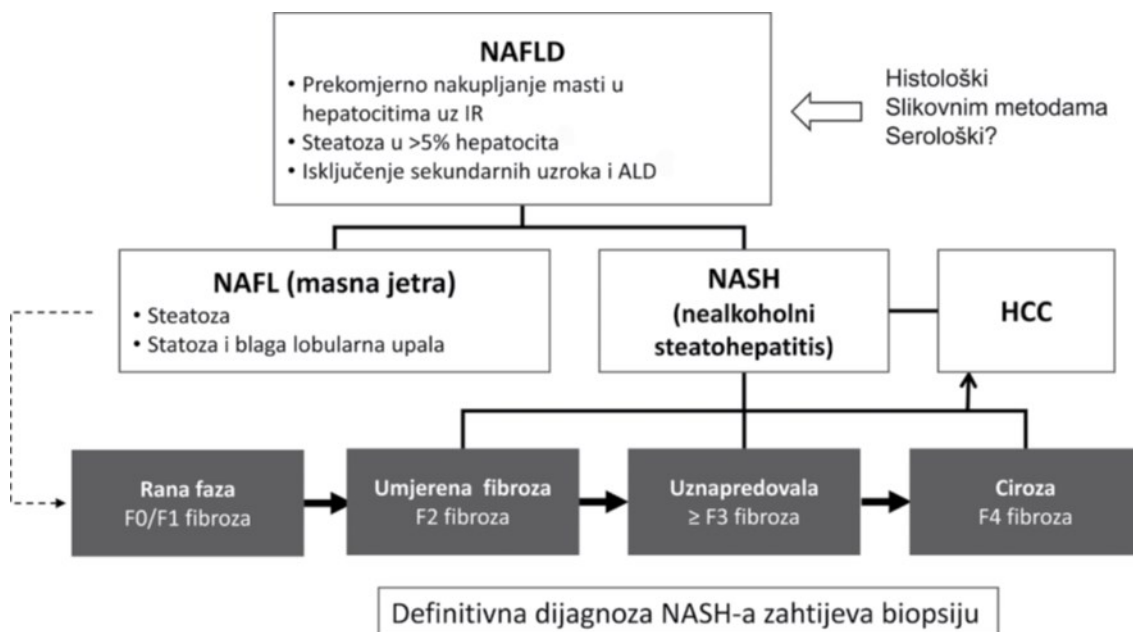 NAFLD
• Prekomjerno nakupljanje masti u
hepatocitima uz IR
• Steatoza u >5% hepatocita
• Isključenje sekundarnih uzroka i ALD
Histološki
Slikovnim metodama
Serološki?
NAFL (masna jetra)
• Steatoza
• Statoza i blaga lobularna upala
NASH
(nealkoholni
steatohepatitis)
HCC
Rana faza
F0/F1 fibroza
Umjerena fibroza
F2 fibroza
Uznapredovala
≥ F3 fibroza
Ciroza
F4 fibroza
Definitivna dijagnoza NASH-a zahtijeva biopsiju